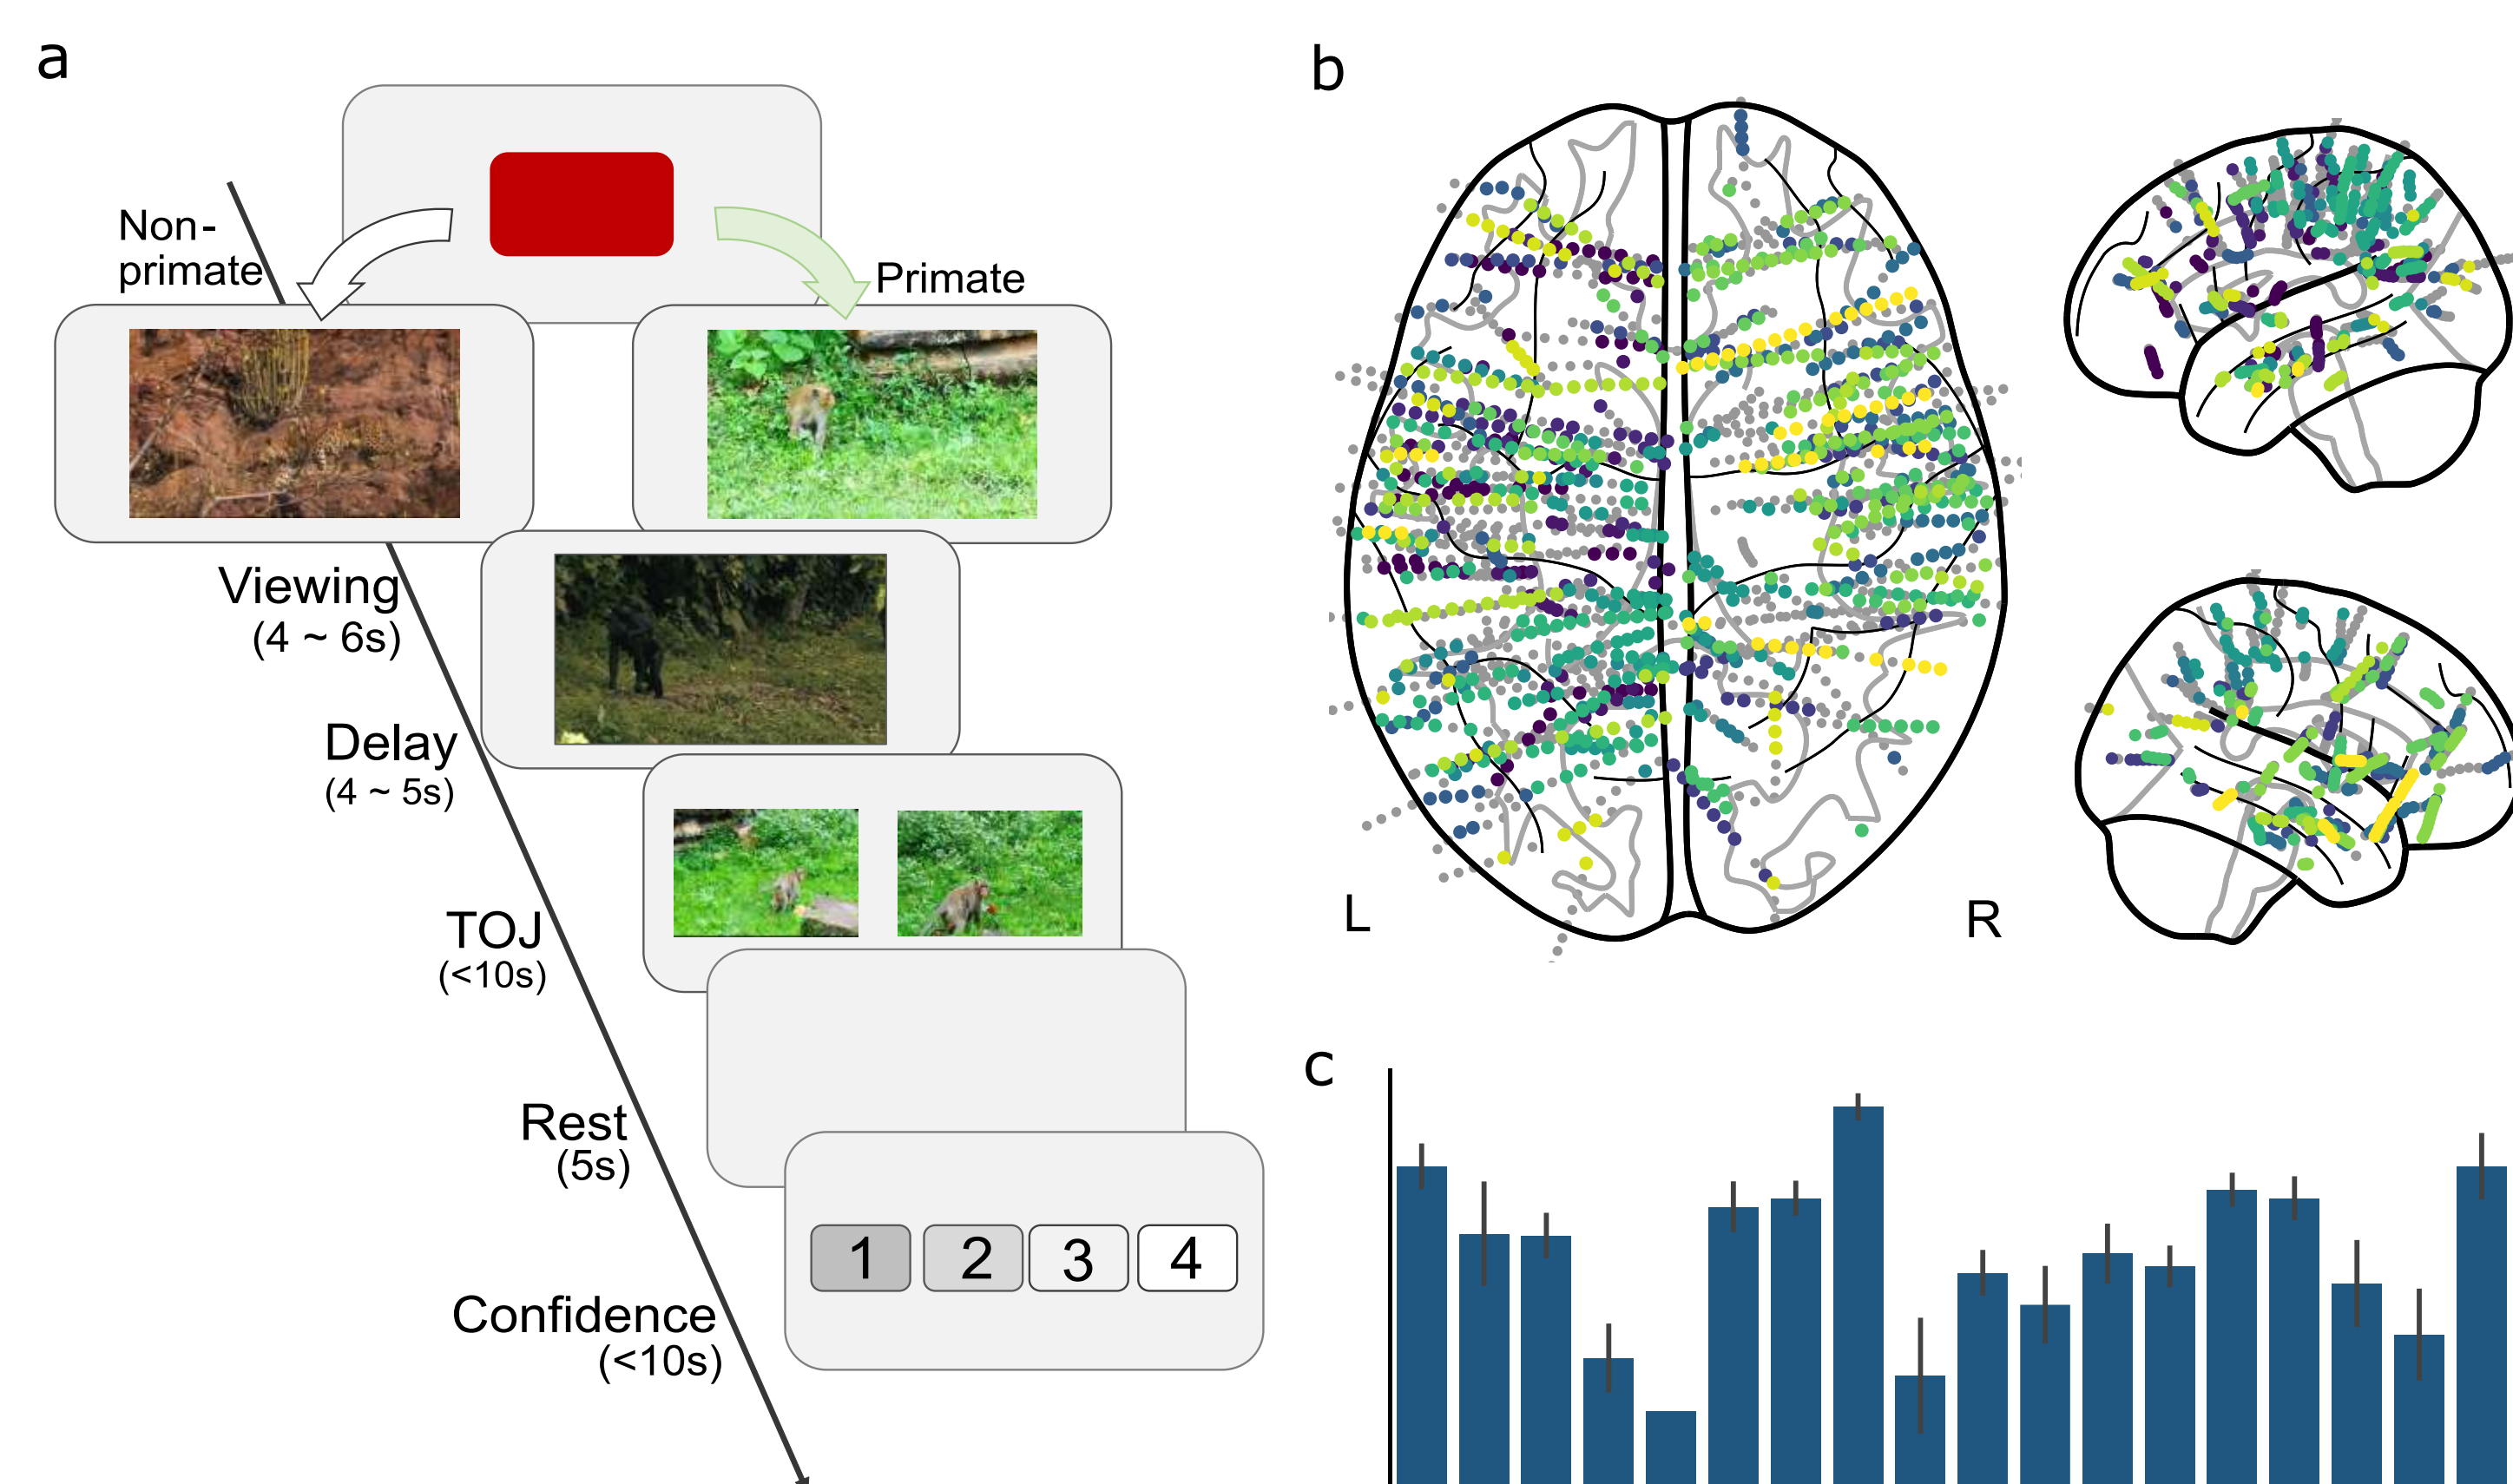 a
Non-
primate
Primate
Viewing
(4 ~ 6s)
Delay
(4 ~ 5s)
TOJ
(<10s)
Rest
(5s)
1 2 3 4
Confidence
(<10s)
b
L R
c